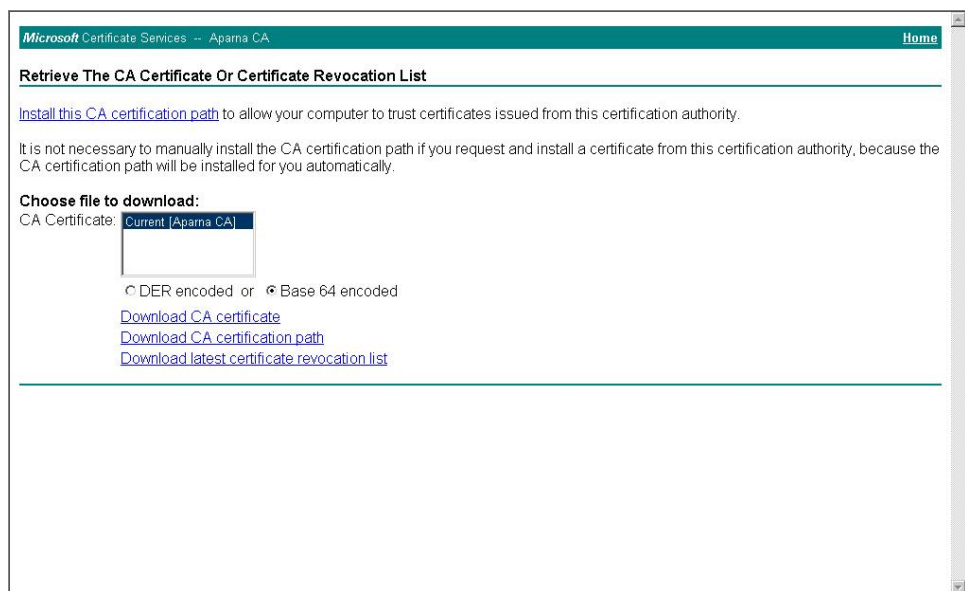 Microsoft Certificate Services -- Aparna CA Home
Retrieve The CA Certificate Or Certificate Revocation List
Install this CA certification path to allow your computer to trust certificates issued from this certification authority.
It is not necessary to manually install the CA certification path if you request and install a certificate from this certification authority, because the
CA certification path will be installed for you automatically.
Choose file to download:
CA Certificate: Current [Aparna CA]
DER encoded or Base 64 encoded
Download CA certificate
Download CA certification path
Download latest certificate revocation list